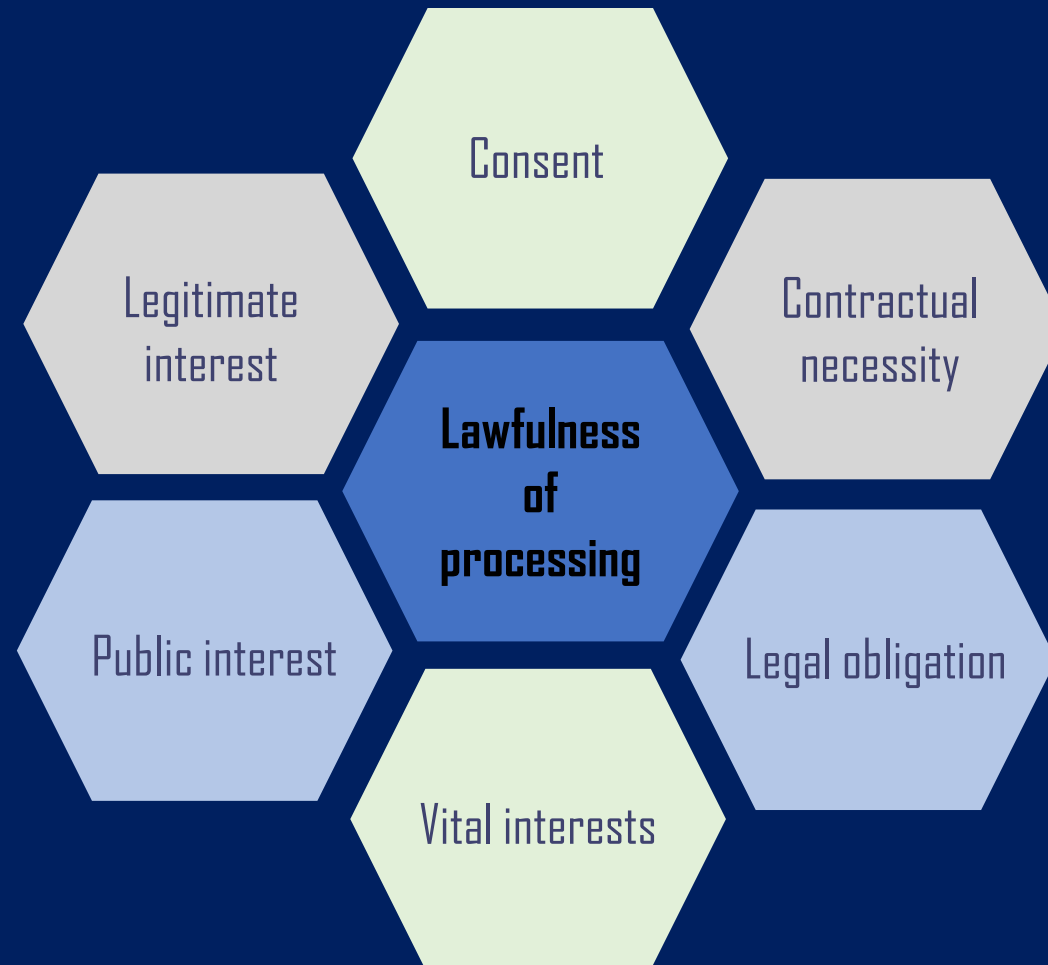 Consent
Legitimate
interest
Contractual
necessity
Lawfulness
of
processing
Public interest
Legal obligation
Vital interests